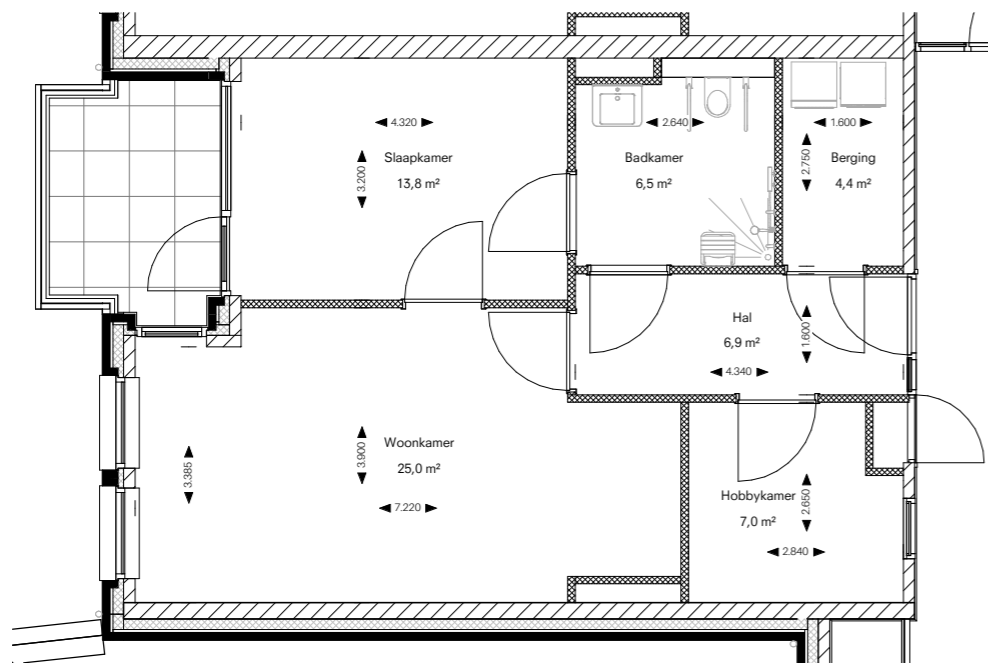 4.320
2.640
1.600
3.200
Slaapkamer
13,8 m²
Badkamer
6,5 m²
2.750
Berging
4,4 m²
Hal
6,9 m²
1.600
4.340
Woonkamer
25,0 m²
3.900
3.385
7.220
Hobbykamer
7,0 m²
2.650
2.840